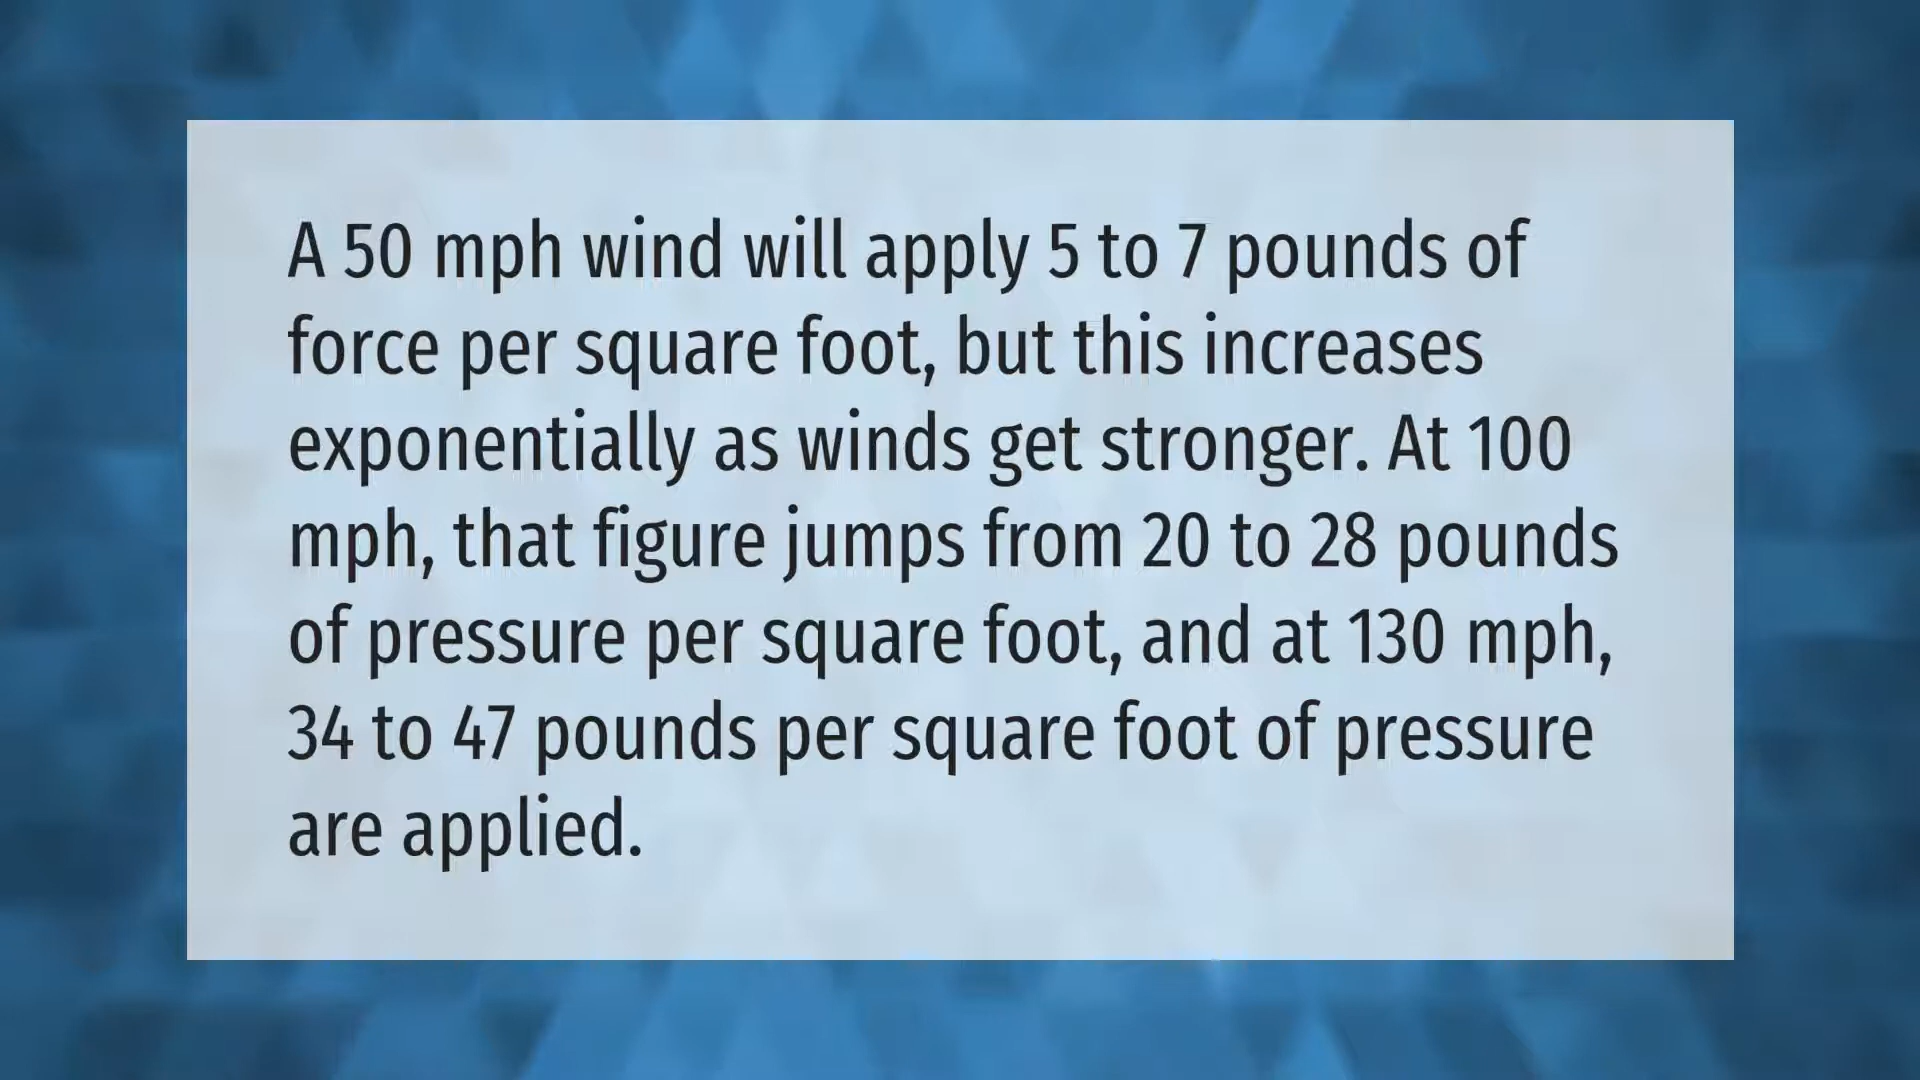 A 50 mph wind will apply 5 to 7 pounds of
force per square foot, but this increases
exponentially as winds get stronger. At 100
mph, that figure jumps from 20 to 28 pounds
of pressure per square foot, and at 130 mph,
34 to 47 pounds per square foot of pressure
are applied.